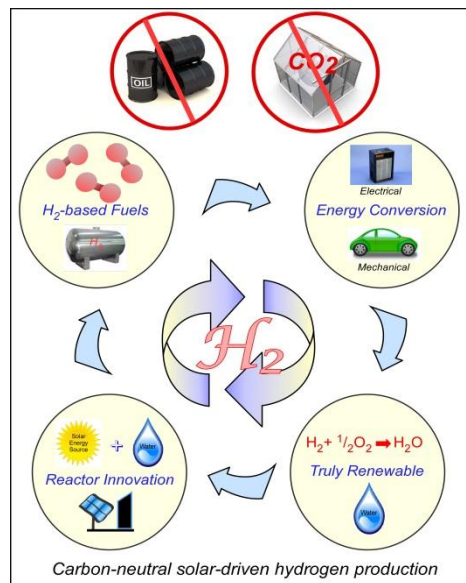 OIL
CO2
H2-based Fuels
H2
Electrical
Energy Conversion
Mechanical
H2
Solar
Energy
Source
+
Water
Reactor Innovation
H2+ 1/2O2 ➡ H2O
Truly Renewable
Water
Carbon-neutral solar-driven hydrogen production